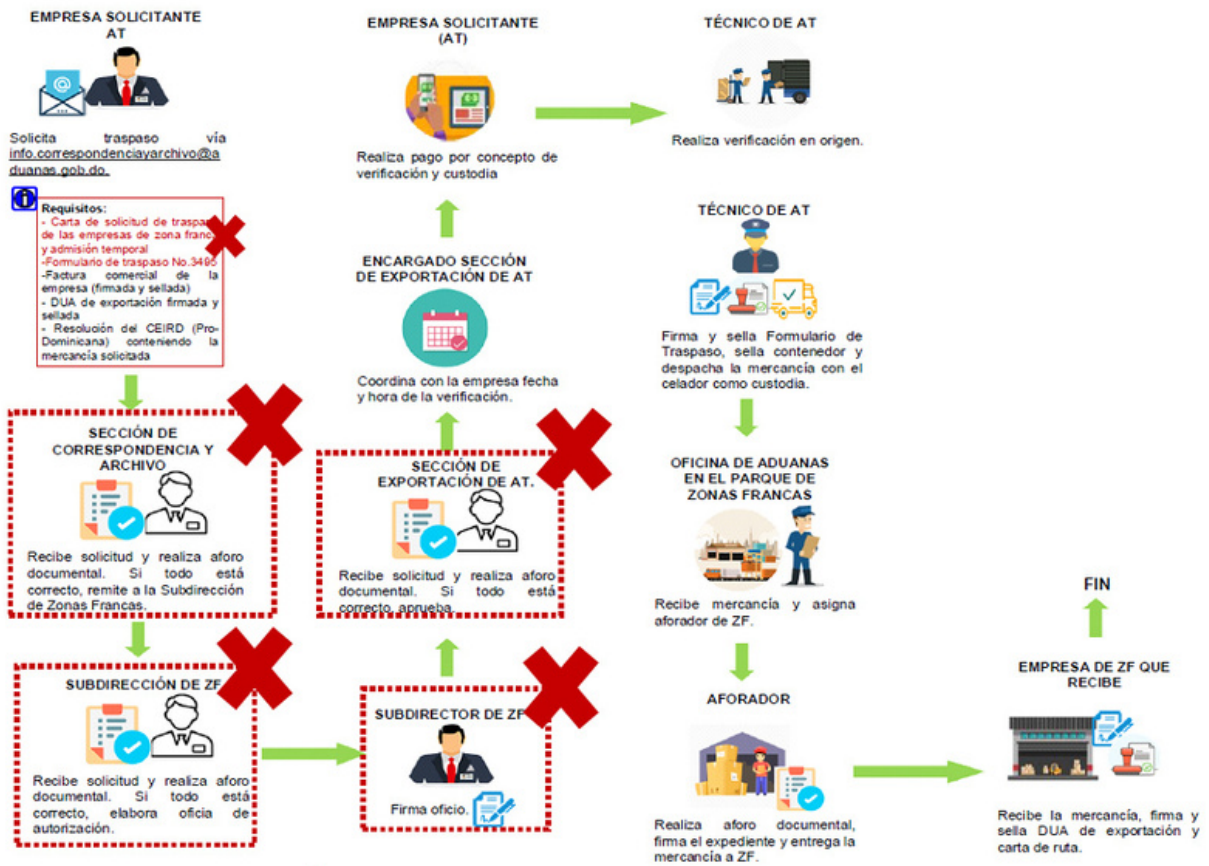 EMPRESA SOLICITANTE
AT
Solicita traspaso vía
info.correspondenciayarchivo@a
duanas.gob.do.
Requisitos:
- Carta de solicitud de traspaso
de las empresas de zona franca
y admisión temporal
-Formulario de traspaso No.3495
-Factura comercial de la
empresa (firmada y sellada)
- DUA de exportación firmada y
sellada
- Resolución del CEIRD (Pro-
Dominicana) conteniendo la
mercancía solicitada
SECCIÓN DE
CORRESPONDENCIA Y
ARCHIVO
Recibe solicitud y realiza aforo
documental. Si todo está
correcto, remite a la Subdirección
de Zonas Francas.
SUBDIRECCIÓN DE ZF
Recibe solicitud y realiza aforo
documental. Si todo está
correcto, elabora oficia de
autorización.
SUBDIRECTOR DE ZF
Firma oficio.
SECCIÓN DE
EXPORTACIÓN DE AT.
Recibe solicitud y realiza aforo
documental. Si todo está
correcto, aprueba.
ENCARGADO SECCIÓN
DE EXPORTACIÓN DE AT
Coordina con la empresa fecha
y hora de la verificación.
EMPRESA SOLICITANTE
(AT)
Realiza pago por concepto de
verificación y custodia
TÉCNICO DE AT
Realiza verificación en origen.
TÉCNICO DE AT
Firma y sella Formulario de
Traspaso, sella contenedor y
despacha la mercancía con el
celador como custodia.
OFICINA DE ADUANAS
EN EL PARQUE DE
ZONAS FRANCAS
Recibe mercancía y asigna
aforador de ZF.
AFORADOR
Realiza aforo documental,
firma el expediente y entrega la
mercancía a ZF.
EMPRESA DE ZF QUE
RECIBE
Recibe la mercancía, firma y
sella DUA de exportación y
carta de ruta.
FIN